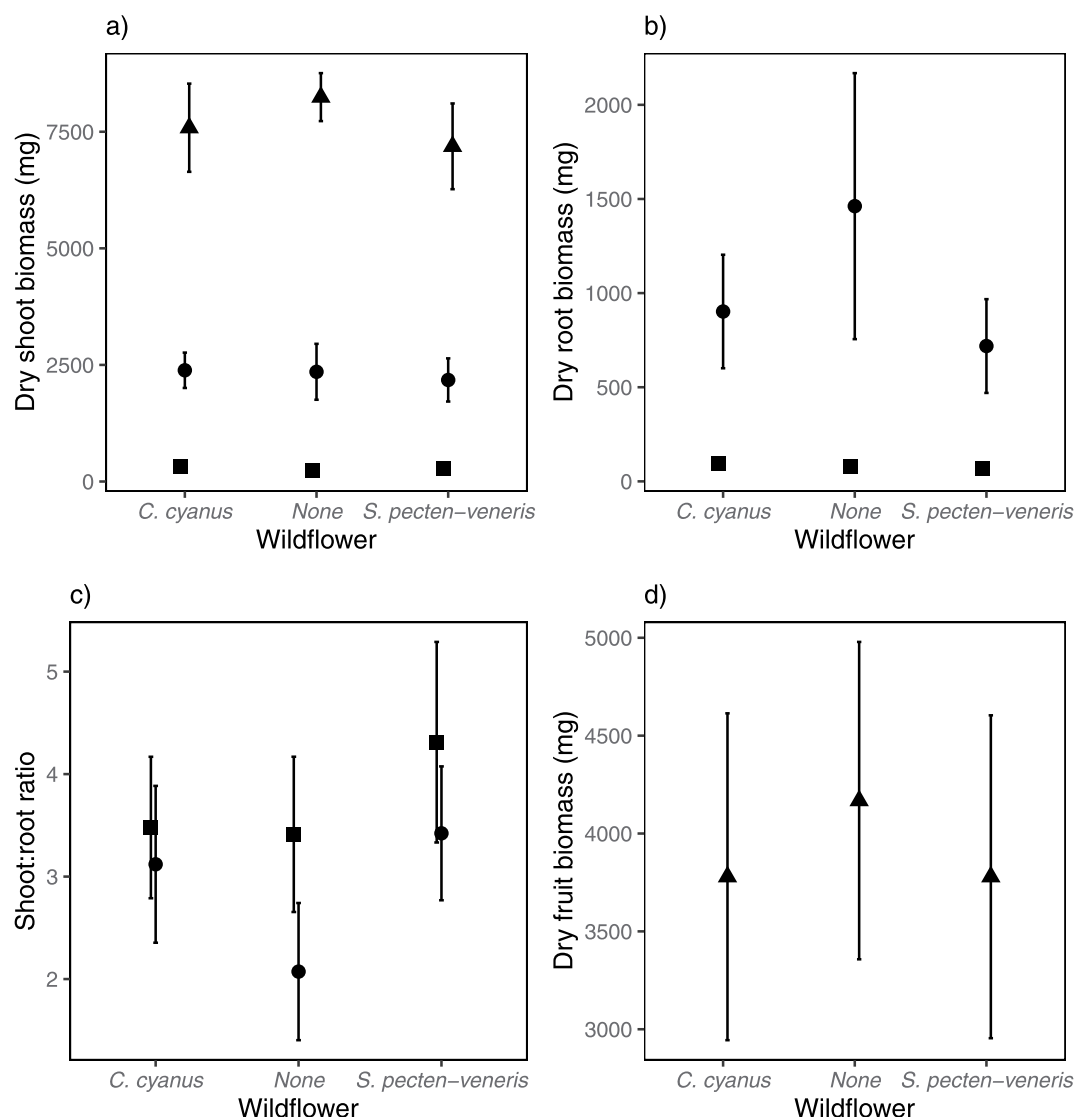 a)
Dry shoot biomass (mg)
7500
5000
2500
0
C. cyanus None S. pecten−veneris
Wildflower
b)
Dry root biomass (mg)
2000
1500
1000
500
0
C. cyanus None S. pecten−veneris
Wildflower
c)
Shoot:root ratio
5
4
3
2
C. cyanus None S. pecten−veneris
Wildflower
d)
Dry fruit biomass (mg)
5000
4500
4000
3500
3000
C. cyanus None S. pecten−veneris
Wildflower